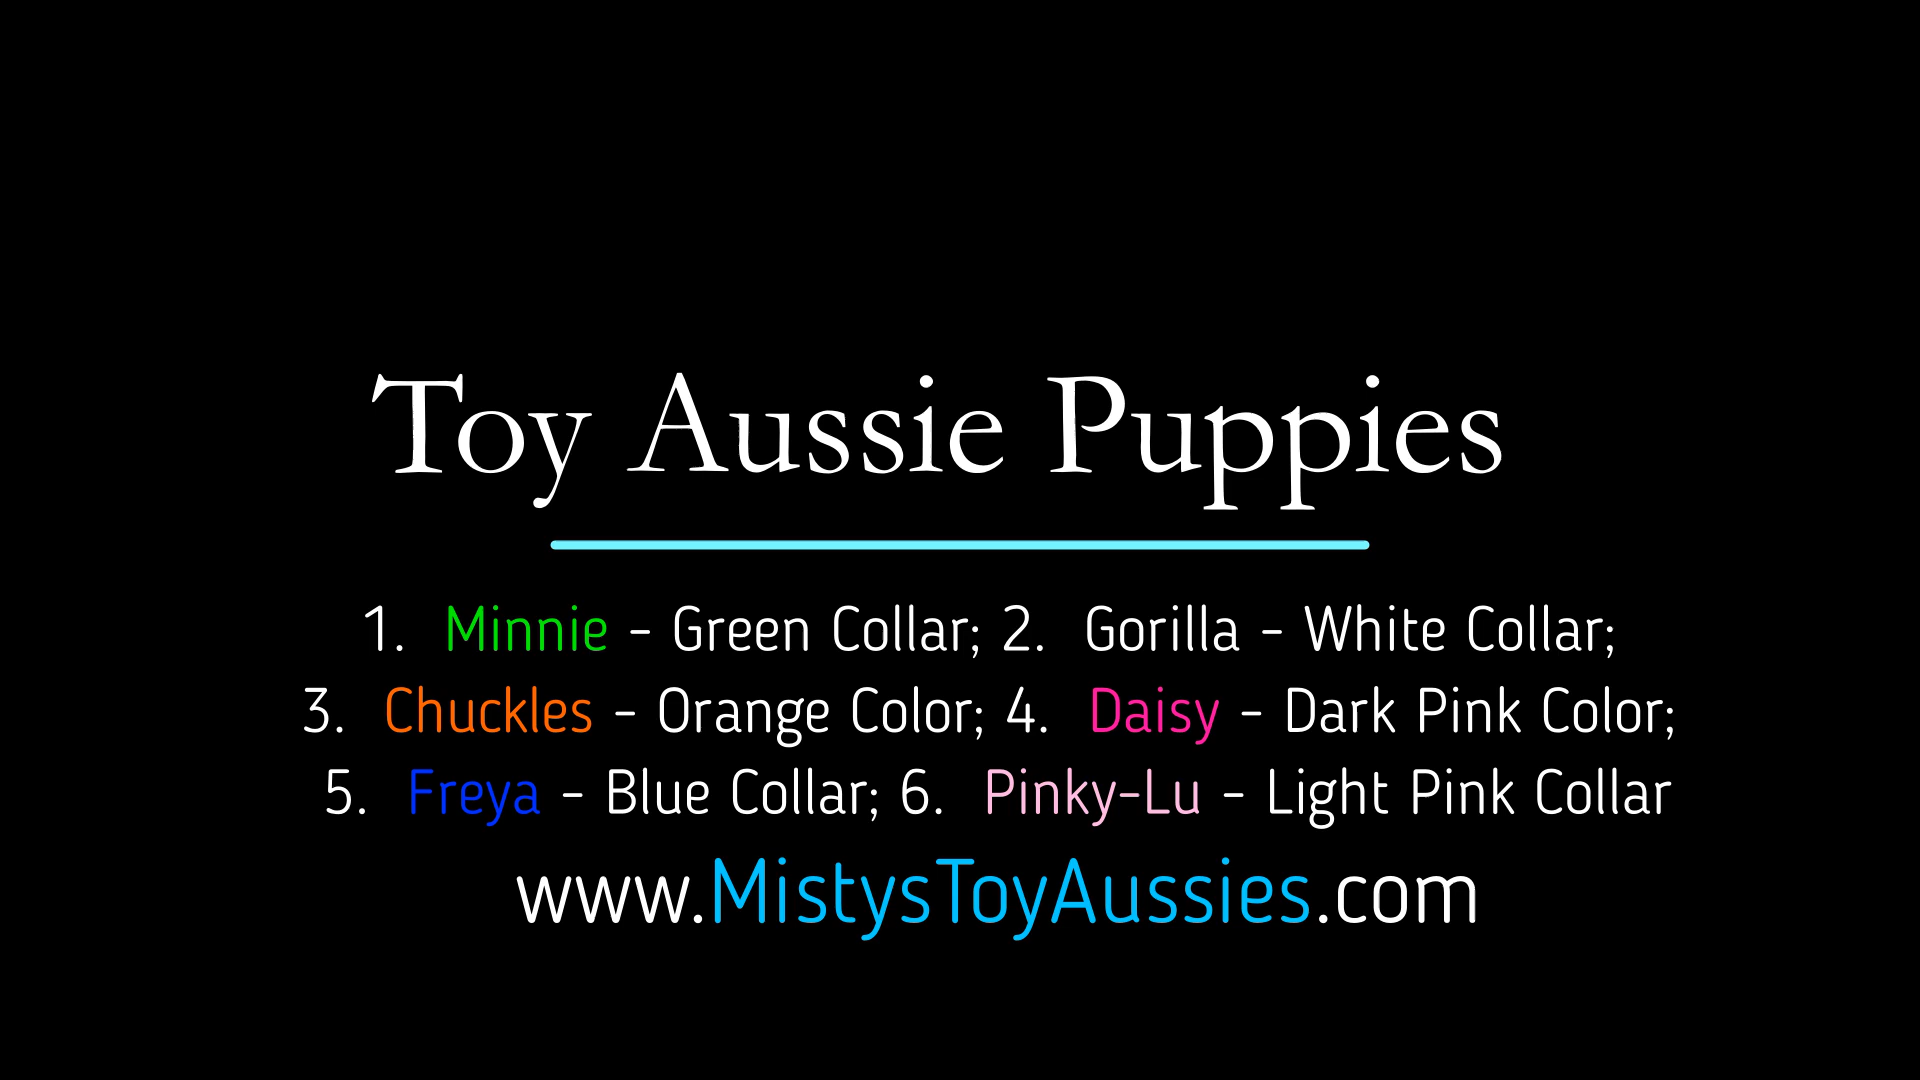 Toy Aussie Puppies
1. Minnie - Green Collar; 2. Gorilla - White Collar;
3. Chuckles - Orange Color; 4. Daisy - Dark Pink Color;
5. Freya - Blue Collar; 6. Pinky-Lu - Light Pink Collar
www.MistysToyAussies.com